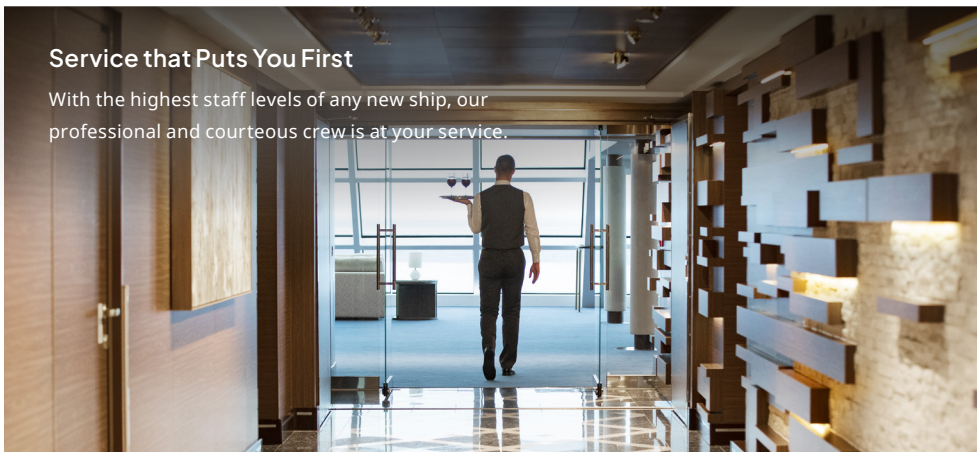 Service that Puts You First
With the highest staff levels of any new ship, our
professional and courteous crew is at your service.